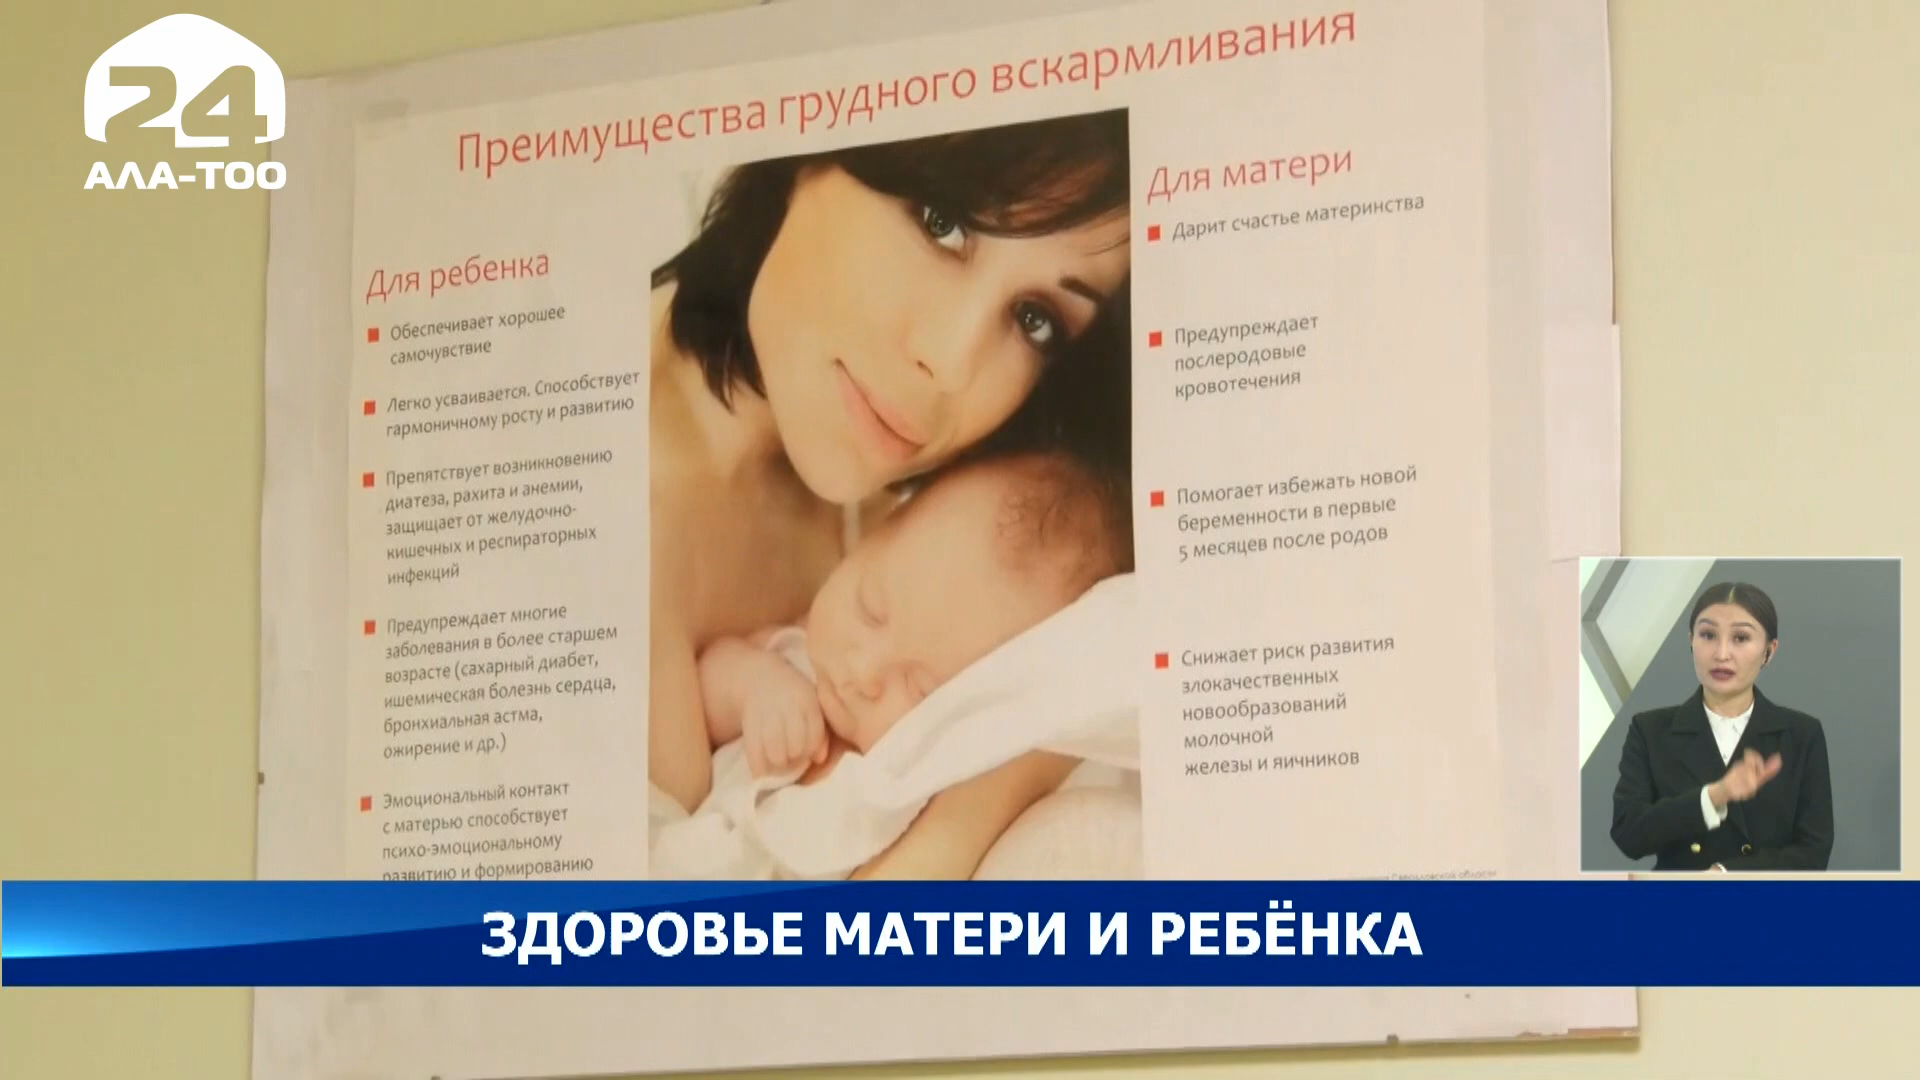 24
АЛА-ТОО
Преимущества грудного вскармливания
Для ребенка
Обеспечивает хорошее
самочувствие
Легко усваивается. Способствует
гармоничному росту и развитию
Препятствует возникновению
диатеза, рахита и анемии,
защищает от желудочно-
кишечных и респираторных
инфекций
Предупреждает многие
заболевания в более старшем
возрасте (сахарный диабет,
ишемическая болезнь сердца,
бронхиальная астма,
ожирение и др.)
Эмоциональный контакт
с матерью способствует
психо-эмоциональному
развитию и формированию
Для матери
Дарит счастье материнства
Предупреждает
послеродовые
кровотечения
Помогает избежать новой
беременности в первые
5 месяцев после родов
Снижает риск развития
злокачественных
новообразований
молочной
железы и яичников
Свердловской области
ЗДОРОВЬЕ МАТЕРИ И РЕБЁНКА